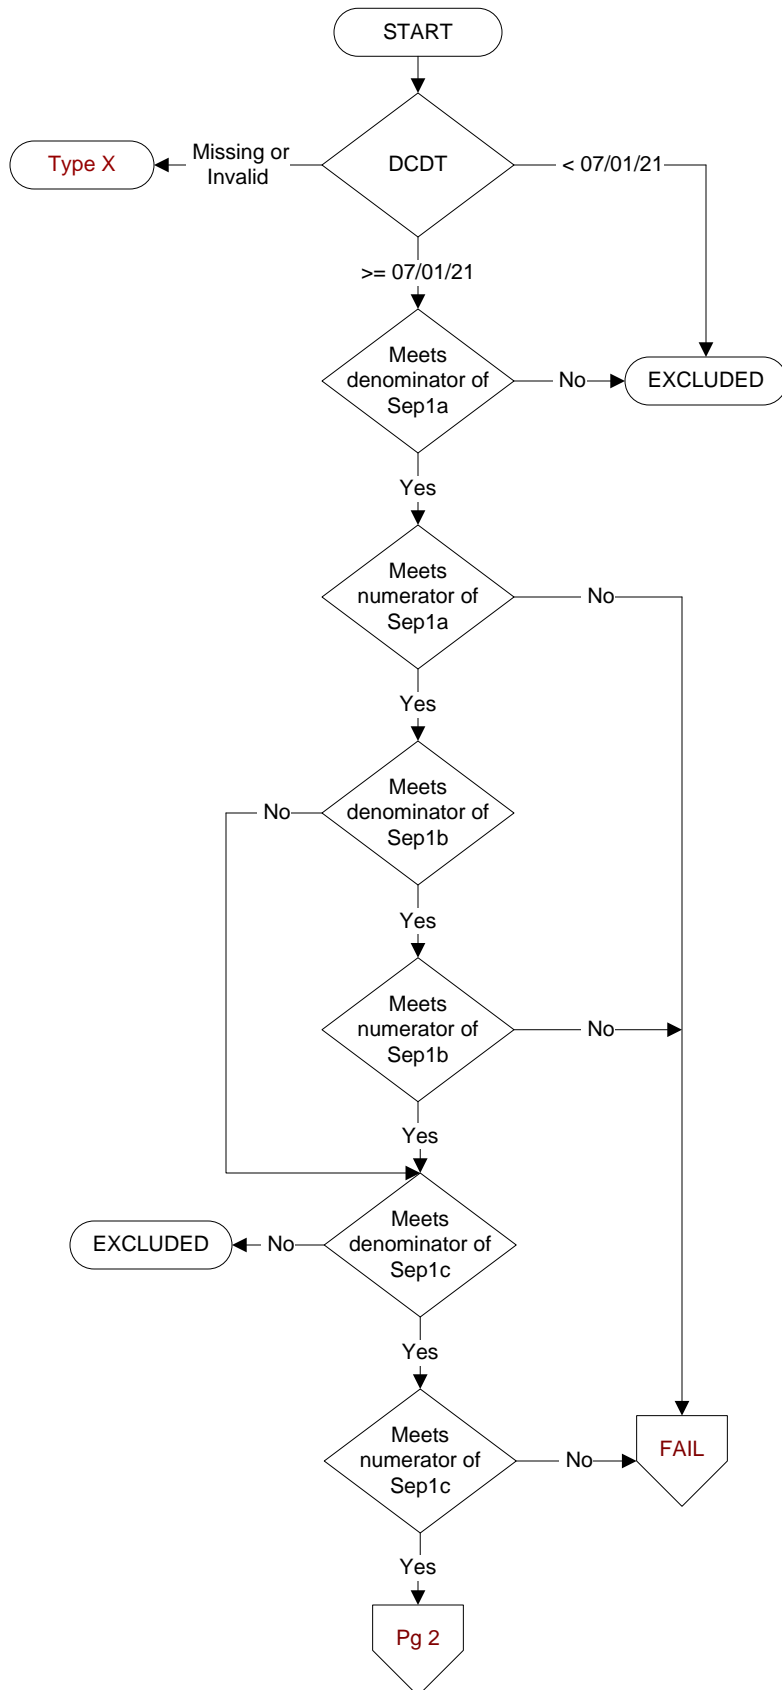 START
DCDT
Missing or
Invalid
Type X
< 07/01/21
>= 07/01/21
Meets
denominator of
Sep1a
No
EXCLUDED
Yes
Meets
numerator of
Sep1a
No
Yes
Meets
denominator of
Sep1b
No
Yes
Meets
numerator of
Sep1b
No
Yes
Meets
denominator of
Sep1c
No
EXCLUDED
Yes
Meets
numerator of
Sep1c
No
FAIL
Yes
Pg 2